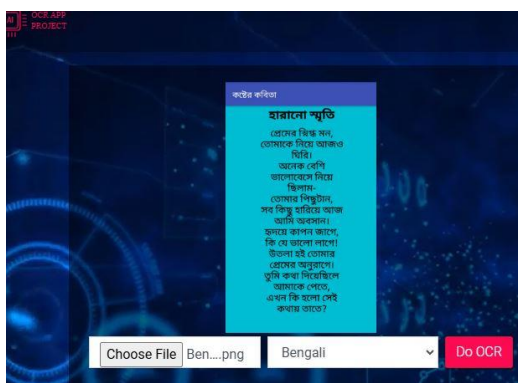 AI
OCR APP
PROJECT
কষ্টের কবিতা
হারানো স্মৃতি
প্রেমের স্নিগ্ধ মন,
তোমাকে নিয়ে আজও
ঘিরি।
অনেক বেশি
ভালোবেসে নিয়ে
ছিলাম-
তোমার পিছুটান,
সব কিছু হারিয়ে আজ
আমি অবসান।
হৃদয়ে কাপন জাগে,
কি যে ভালো লাগে!
উতলা হই তোমার
প্রেমের অনুরাগে।
তুমি কথা দিয়েছিলে
আমাকে পেতে,
এখন কি হলো সেই
কথায় তাতে?
Choose File Ben....png Bengali Do OCR